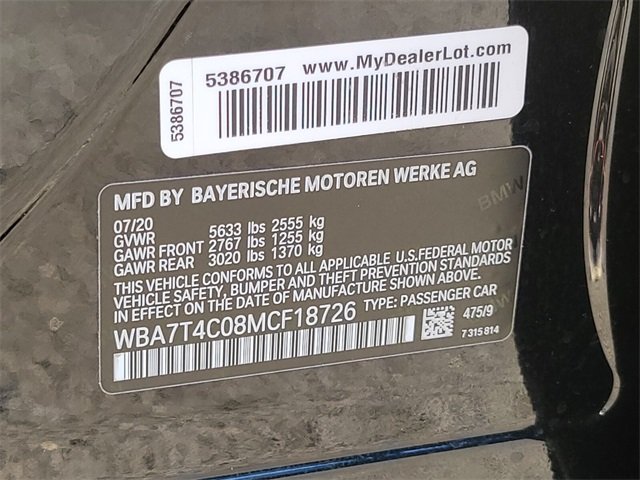 5386707 www.MyDealerLot.com
5386707
MFD BY BAYERISCHE MOTOREN WERKE AG
BMW
07/20
GVWR 5633 lbs 2555 kg
GAWR FRONT 2767 lbs 1255 kg
GAWR REAR 3020 lbs 1370 kg
THIS VEHICLE CONFORMS TO ALL APPLICABLE U.S.FEDERAL MOTOR
VEHICLE SAFETY, BUMPER AND THEFT PREVENTION STANDARDS
IN EFFECT ON THE DATE OF MANUFACTURE SHOWN ABOVE.
WBA7T4C08MCF18726 TYPE: PASSENGER CAR
475/9
7315814